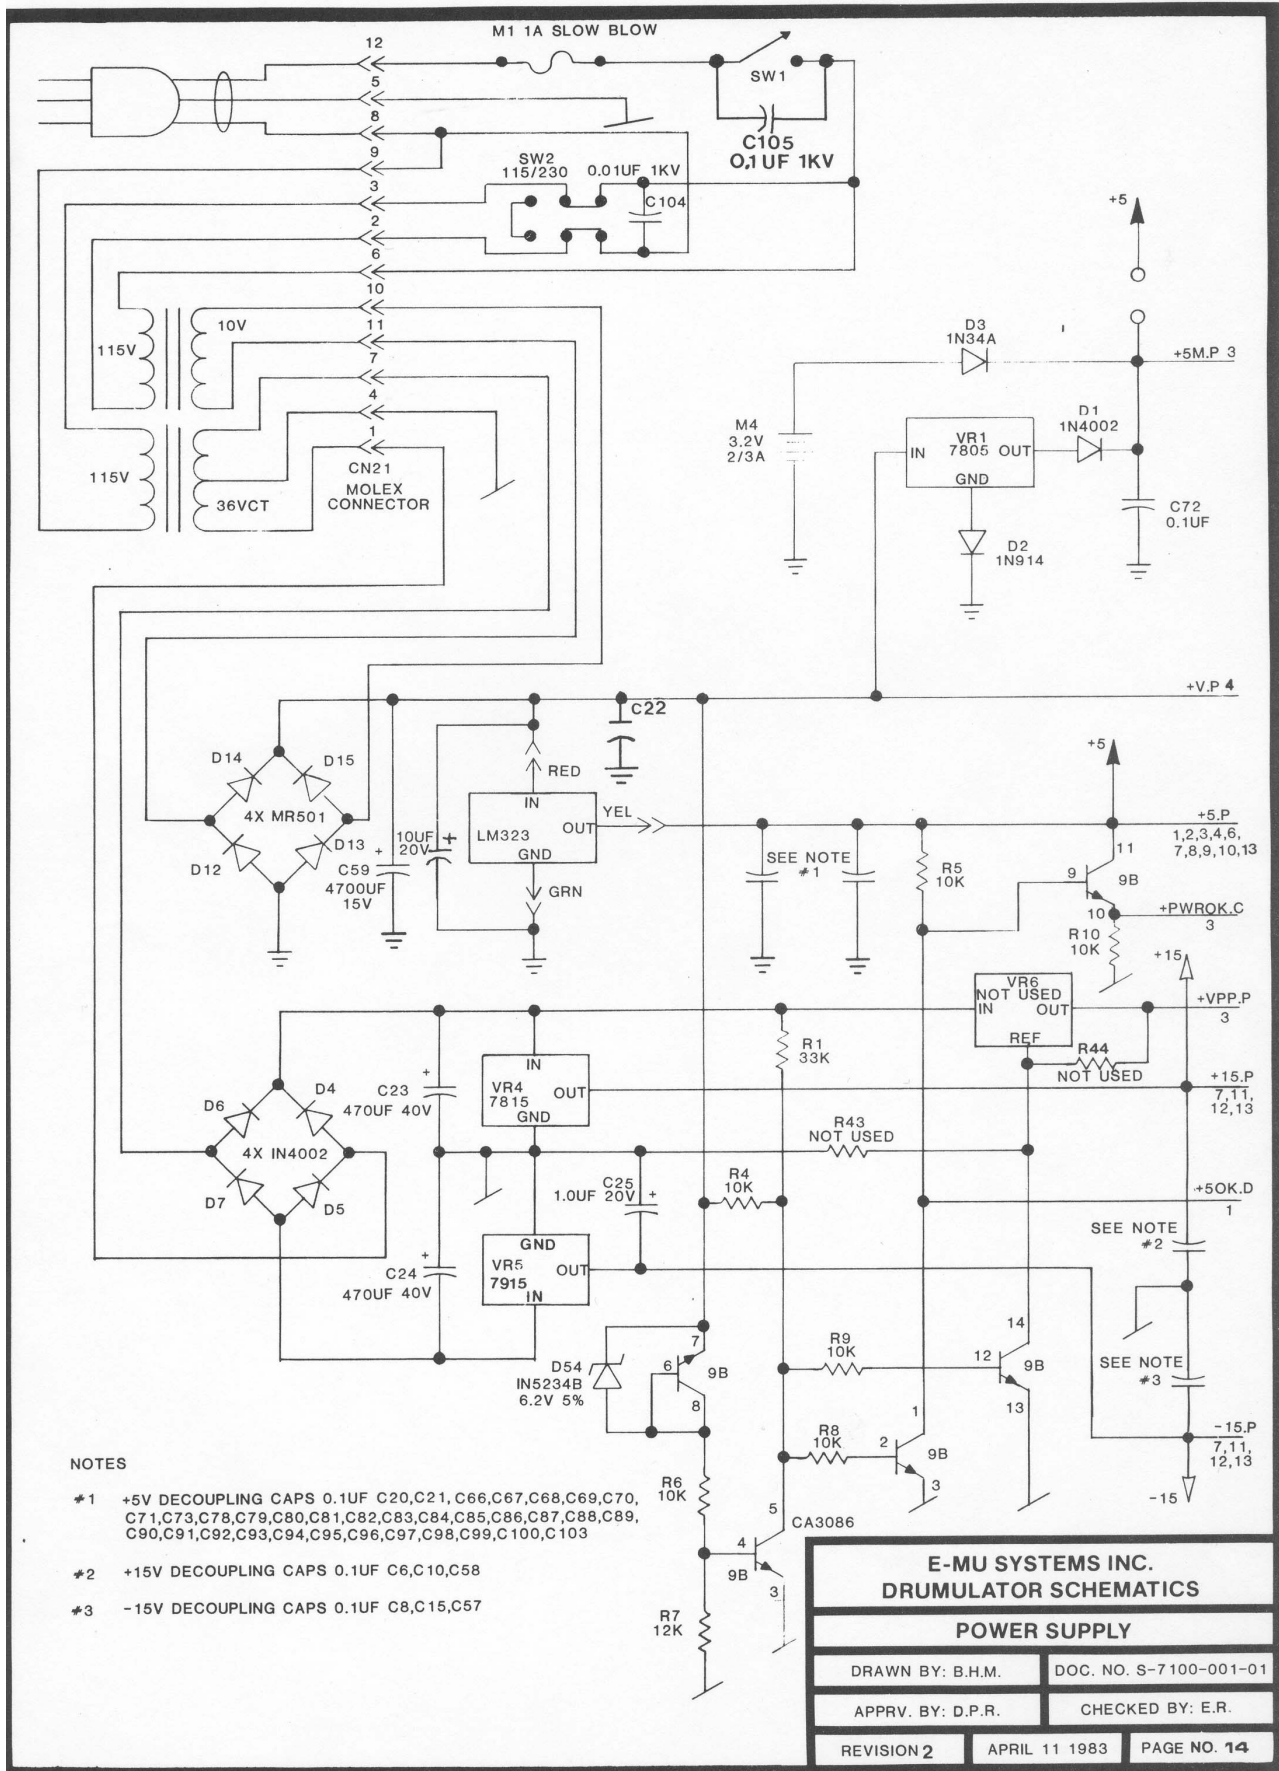 M1 1A SLOW BLOW
12
SW1
5
C105
0.1UF 1KV
8
9
SW2
115/230
0.01UF 1KV
3
C104
2
+5
6
10
115V
10V
11
7
4
1
115V
36VCT
CN21
MOLEX
CONNECTOR
D3
1N34A
+5M.P 3
M4
3.2V
2/3A
VR1
7805
IN
OUT
GND
D1
1N4002
C72
0.1UF
D2
1N914
+V.P 4
C22
D14
D15
4X MR501
D12
D13
C59
4700UF
15V
+
10UF
20V
+
RED
IN
LM323
OUT
GND
YEL
GRN
SEE NOTE
#1
R5
10K
+5
+5.P
1,2,3,4,6,
7,8,9,10,13
11
9
9B
10
+PWROK.C
3
R10
10K
+15
VR6
NOT USED
IN
OUT
REF
+VPP.P
3
R44
NOT USED
R1
33K
+15.P
7,11,
12,13
D6
D4
4X IN4002
D7
D5
+
C23
470UF 40V
IN
VR4
7815
OUT
GND
R43
NOT USED
C25
1.0UF 20V
+
R4
10K
+5OK.D
1
SEE NOTE
#2
GND
VR5
7915
OUT
IN
+
C24
470UF 40V
D54
IN5234B
6.2V 5%
7
6
9B
8
R9
10K
14
12
9B
13
SEE NOTE
#3
R8
10K
1
2
9B
3
-15.P
7,11,
12,13
-15
R6
10K
5
CA3086
4
9B
3
R7
12K
NOTES
#1 +5V DECOUPLING CAPS 0.1UF C20,C21,C66,C67,C68,C69,C70,
C71,C73,C78,C79,C80,C81,C82,C83,C84,C85,C86,C87,C88,C89,
C90,C91,C92,C93,C94,C95,C96,C97,C98,C99,C100,C103
#2 +15V DECOUPLING CAPS 0.1UF C6,C10,C58
#3 -15V DECOUPLING CAPS 0.1UF C8,C15,C57
E-MU SYSTEMS INC.
DRUMULATOR SCHEMATICS
POWER SUPPLY
DRAWN BY: B.H.M.
DOC. NO. S-7100-001-01
APPRV. BY: D.P.R.
CHECKED BY: E.R.
REVISION 2
APRIL 11 1983
PAGE NO. 14